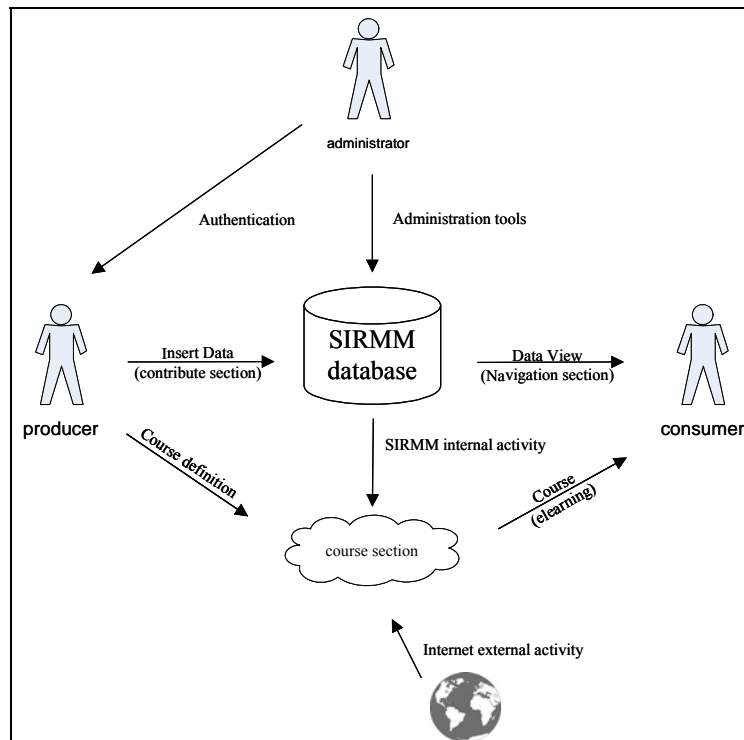 administrator
Authentication
Administration tools
SIRMM
database
Insert Data
(contribute section)
Data View
(Navigation section)
producer
consumer
Course definition
SIRMM internal activity
Course
(elearning)
course section
Internet external activity